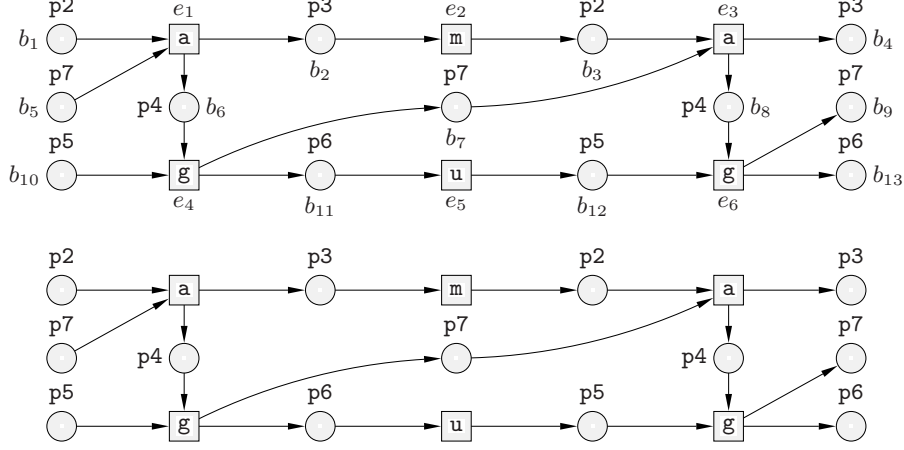 p2 e1 p3 e2 p2 e3 p3
b1 a m a b4
p7 b2 p7 b3 p7
b5 p4 b6 p4 b8 b9
p5 p6 b7 p5 p6
b10 g u g b13
e4 b11 e5 b12 e6
p2 p3 p2 p3
a m a
p7 p7 p7
p4 p4
p5 p6 p5 p6
g u g